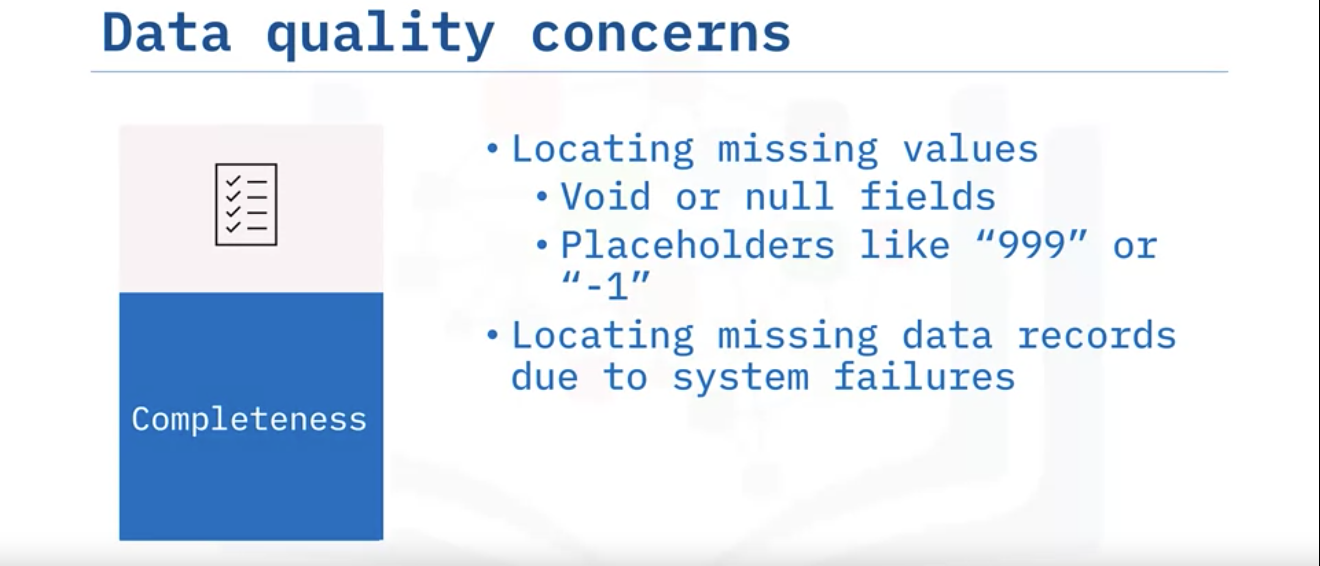 Data quality concerns
• Locating missing values
• Void or null fields
• Placeholders like “999” or
“-1”
• Locating missing data records
due to system failures
Completeness